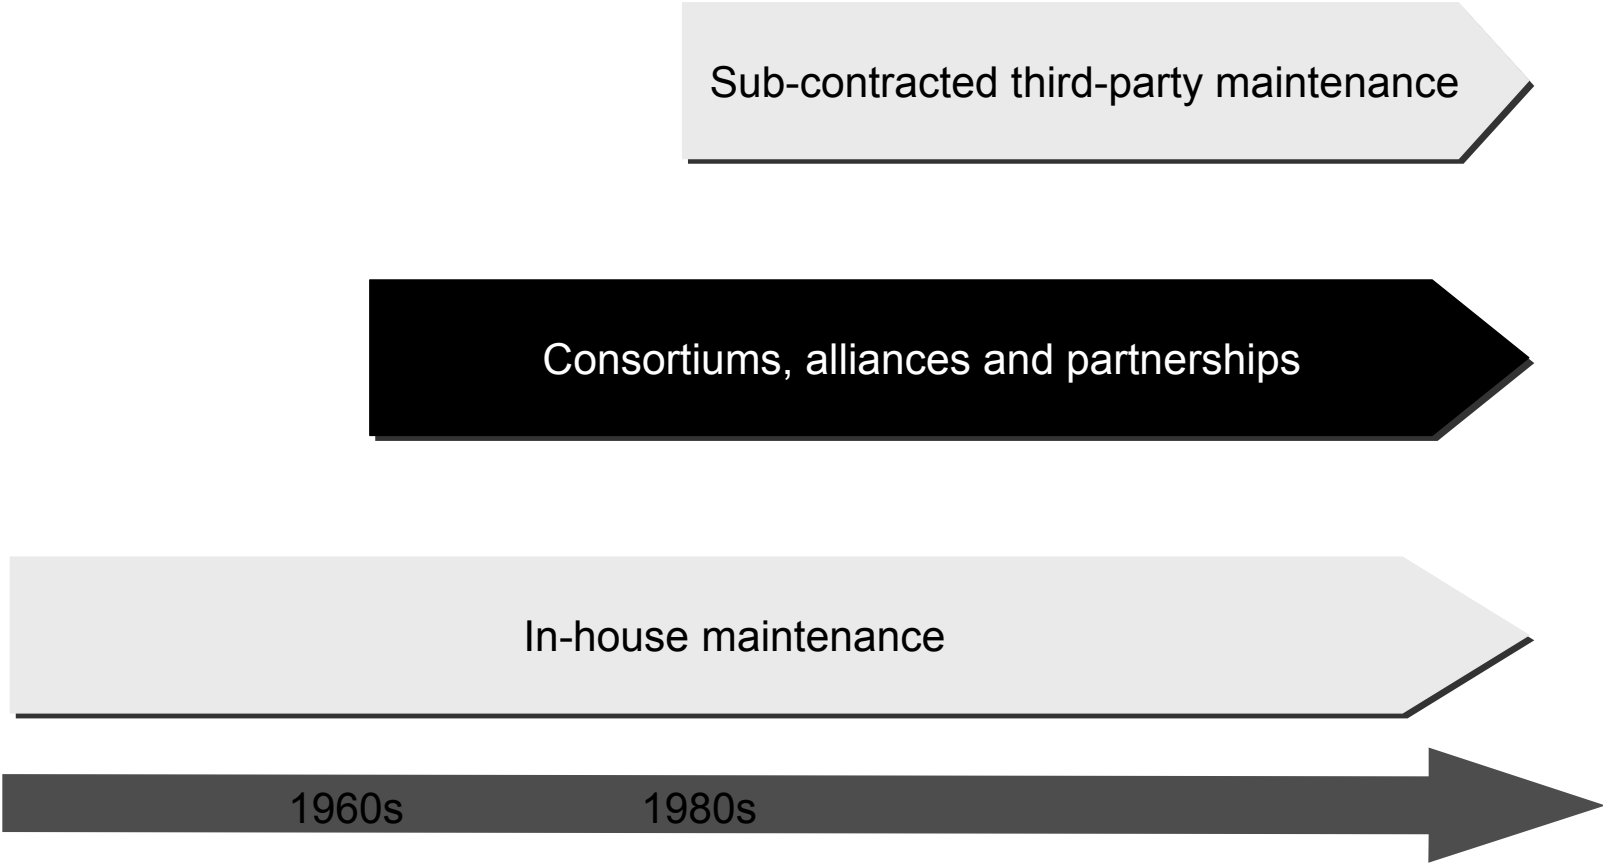 Sub-contracted third-party maintenance
Consortiums, alliances and partnerships
In-house maintenance
1960s 1980s